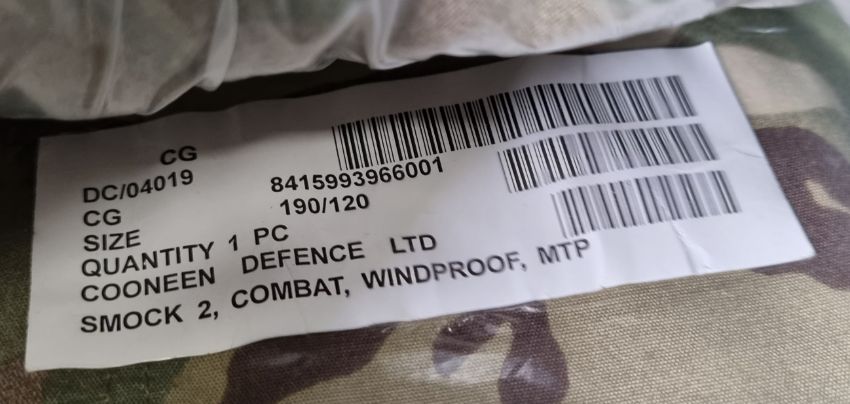 CG
DC/04019 8415993966001
CG 190/120
SIZE
QUANTITY 1 PC
COONEEN DEFENCE LTD
SMOCK 2, COMBAT, WINDPROOF, MTP